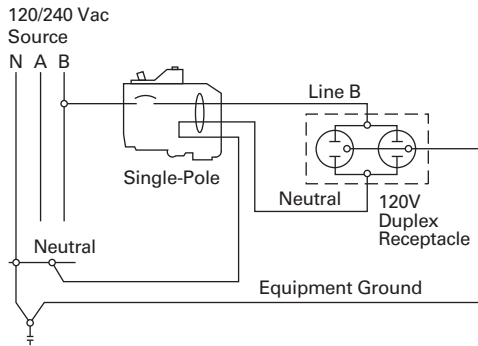 120/240 Vac
Source
N A B
Line B
Single-Pole
Neutral
120V
Duplex
Receptacle
Neutral
Equipment Ground